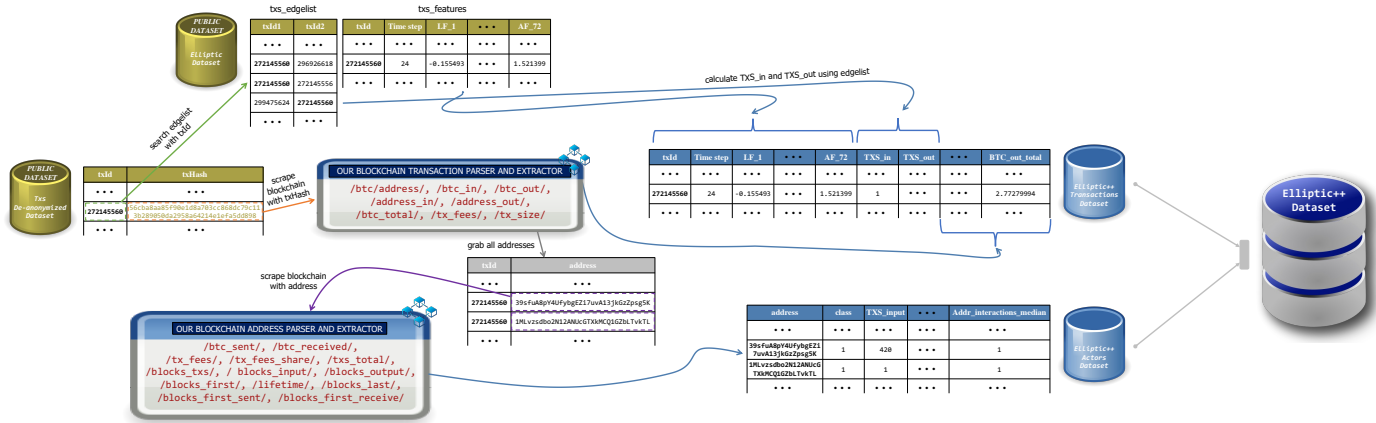 txs_edgelist
txs_features
PUBLIC
DATASET
Elliptic
Dataset
txId1 txId2
••• •••
272145560 296926618
272145560 272145556
299475624 272145560
••• •••
txId Time step LF_1 ••• AF_72
••• ••• ••• •••
272145560 24 -0.155493 ••• 1.521399
••• ••• ••• •••
calculate TXS_in and TXS_out using edgelist
search edgelist
with txId
PUBLIC
DATASET
Txs
De-anonymized
Dataset
txId txHash
••• •••
272145560
••• •••
scrape
blockchain
with txHash
OUR BLOCKCHAIN TRANSACTION PARSER AND EXTRACTOR
/btc/address/, /btc_in/, /btc_out/,
/address_in/, /address_out/,
/btc_total/, /tx_fees/, /tx_size/
txId Time step LF_1 ••• AF_72 TXS_in TXS_out ••• BTC_out_total
••• ••• ••• ••• ••• ••• •••
272145560 24 -0.155493 ••• 1.521399 1 ••• ••• 2.77279994
••• ••• ••• ••• ••• ••• •••
Elliptic++
Transactions
Dataset
Elliptic++
Dataset
grab all addresses
txId address
••• •••
272145560 39sfuA8pY4UfybgEZi7uvA13jkGzZpsg5K
272145560 1MLvzsdbo2N12ANUcGTXkMCQ1GZbLTvkTL
••• •••
scrape blockchain
with address
OUR BLOCKCHAIN ADDRESS PARSER AND EXTRACTOR
/btc_sent/, /btc_received/,
/tx_fees/, /tx_fees_share/, /txs_total/,
/blocks_txs/, / blocks_input/, /blocks_output/,
/blocks_first/, /lifetime/, /blocks_last/,
/blocks_first_sent/, /blocks_first_receive/
address class TXS_input ••• Addr_interactions_median
••• ••• ••• •••
39sfuA8pY4UfybgEZi
7uvA13jkGzZpsg5K 1 420 ••• 1
1MLvzsdbo2N12ANUcG
TXkMCQ1GZbLTvkTL 1 1 ••• 1
••• ••• ••• ••• •••
Elliptic++
Actors
Dataset